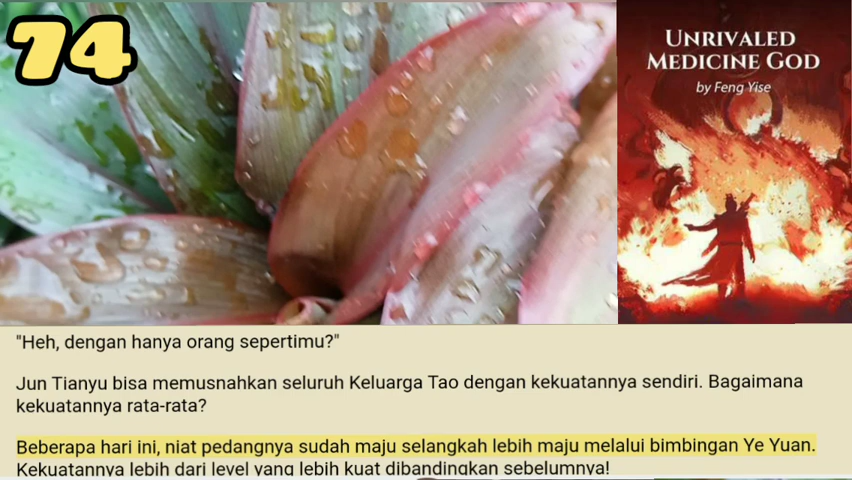 74
UNRIVALED
MEDICINE GOD
by Feng Yise
"Heh, dengan hanya orang sepertimu?"
Jun Tianyu bisa memusnahkan seluruh Keluarga Tao dengan kekuatannya sendiri. Bagaimana
kekuatannya rata-rata?
Beberapa hari ini, niat pedangnya sudah maju selangkah lebih maju melalui bimbingan Ye Yuan.
Kekuatannya lebih dari level yang lebih kuat dibandingkan sebelumnya!